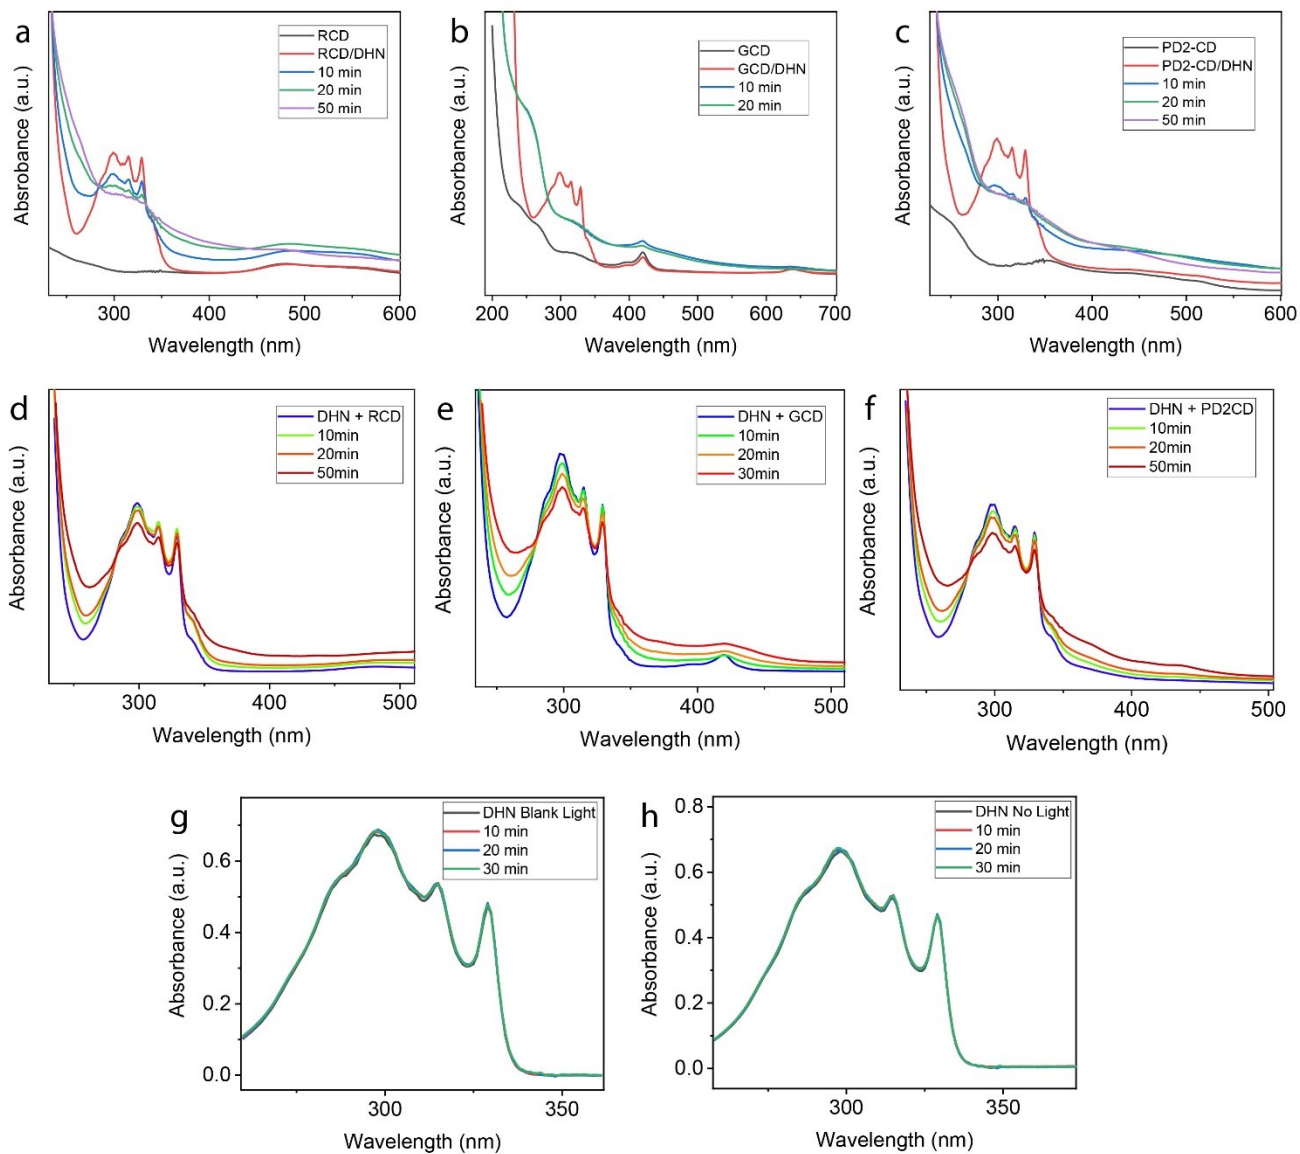 a
RCD
RCD/DHN
10 min
20 min
50 min
Absrobance (a.u.)
300
400
500
600
Wavelength (nm)
b
GCD
GCD/DHN
10 min
20 min
Absorbance (a.u.)
200
300
400
500
600
700
Wavelength (nm)
c
PD2-CD
PD2-CD/DHN
10 min
20 min
50 min
Absorbance (a.u.)
300
400
500
600
Wavelength (nm)
d
DHN + RCD
10min
20min
50min
Absorbance (a.u.)
300
400
500
Wavelength (nm)
e
DHN + GCD
10min
20min
30min
Absorbance (a.u.)
300
400
500
Wavelength (nm)
f
DHN + PD2CD
10min
20min
50min
Absorbance (a.u.)
300
400
500
Wavelength (nm)
g
DHN Blank Light
10 min
20 min
30 min
Absorbance (a.u.)
0.6
0.4
0.2
0.0
300
350
Wavelength (nm)
h
DHN No Light
10 min
20 min
30 min
Absorbance (a.u.)
0.8
0.6
0.4
0.2
0.0
300
350
Wavelength (nm)